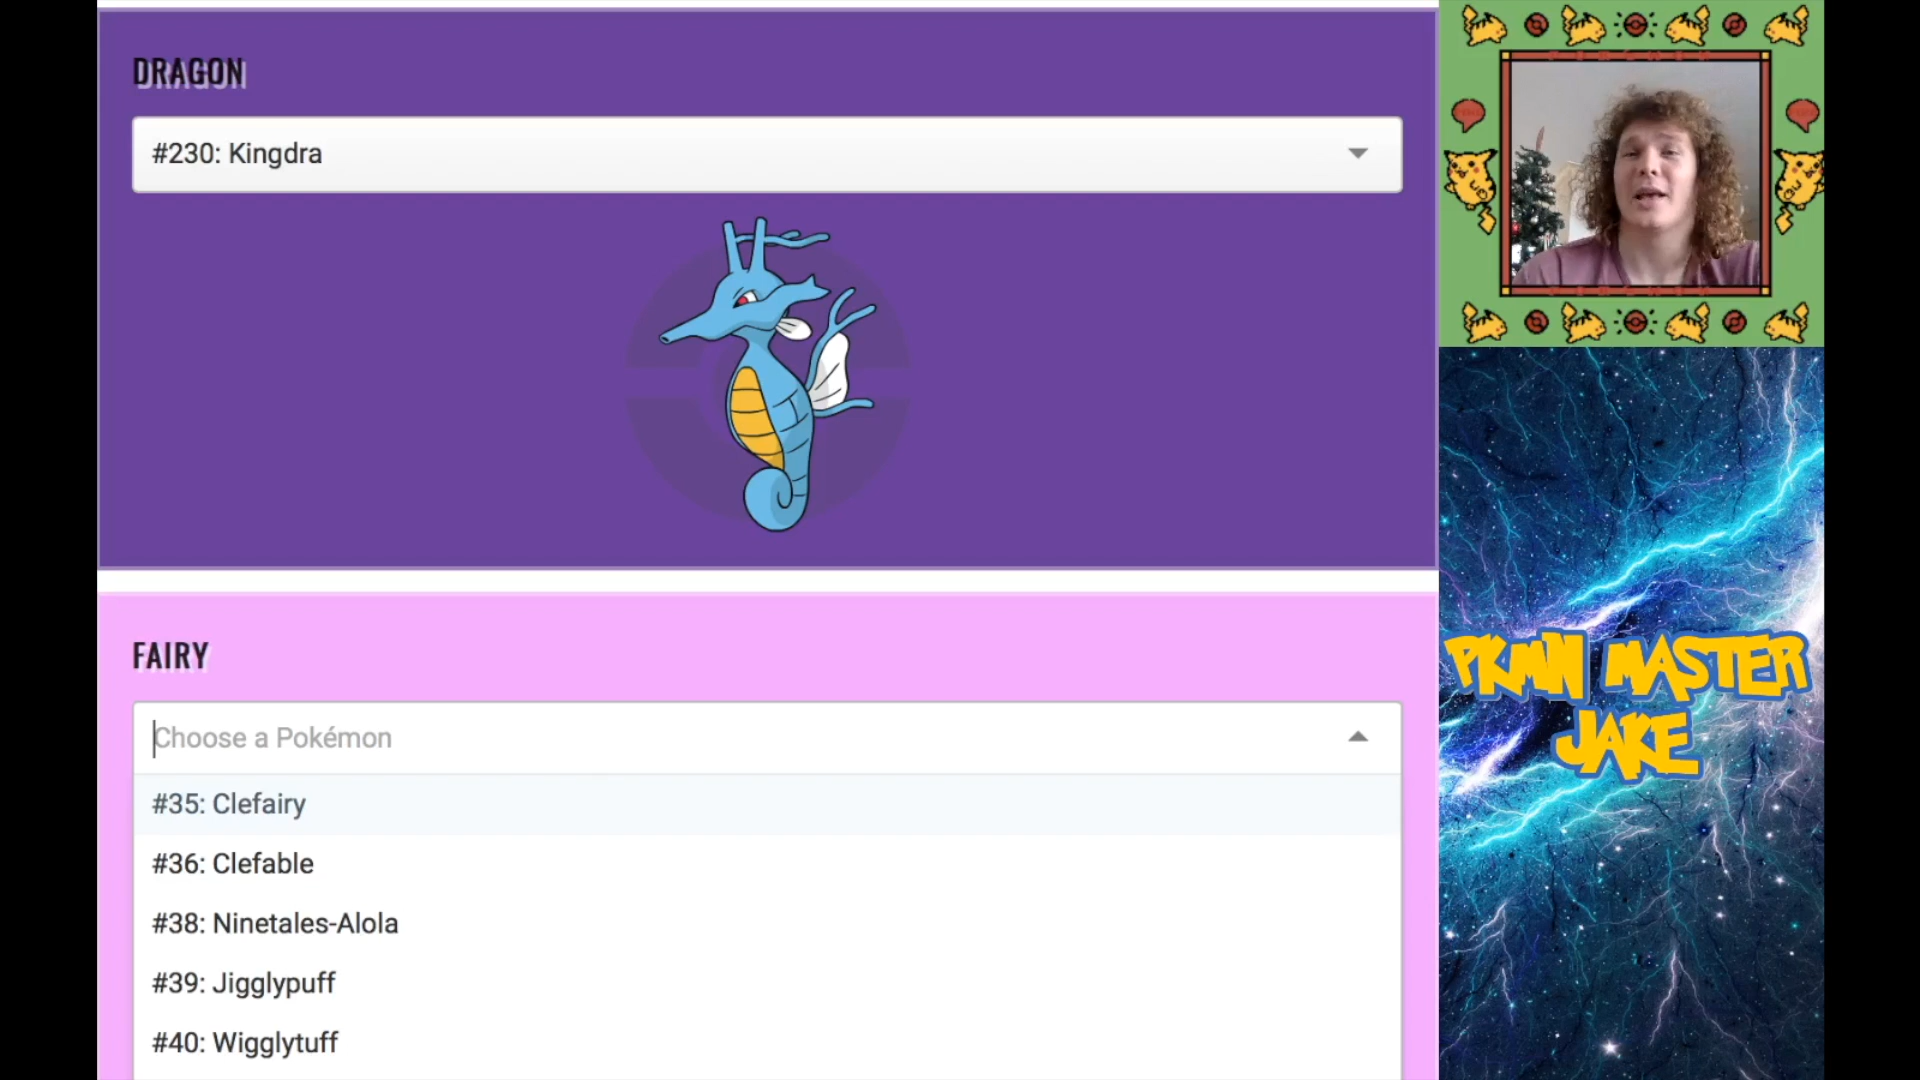 DRAGON
#230: Kingdra
FAIRY
Choose a Pokémon
#35: Clefairy
#36: Clefable
#38: Ninetales-Alola
#39: Jigglypuff
#40: Wigglytuff
PKMN MASTER
JAKE